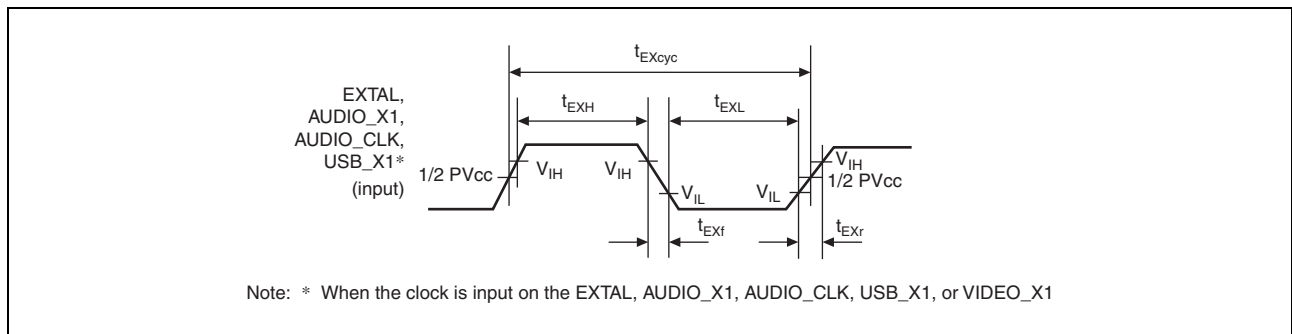 tEXcyc
EXTAL,
AUDIO_X1,
AUDIO_CLK,
USB_X1*
(input)
tEXH
tEXL
1/2 PVcc
VIH
VIH
VIL
VIL
VIH
1/2 PVcc
tEXf
tEXr
Note: * When the clock is input on the EXTAL, AUDIO_X1, AUDIO_CLK, USB_X1, or VIDEO_X1